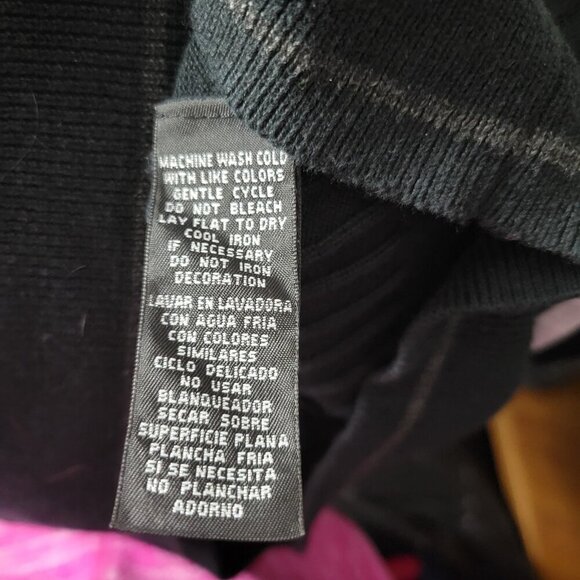 MACHINE WASH COLD
WITH LIKE COLORS
GENTLE CYCLE
DO NOT BLEACH
LAY FLAT TO DRY
COOL IRON
IF NECESSARY
DO NOT IRON
DECORATION
LAVAR EN LAVADORA
CON AGUA FRIA
CON COLORES
SIMILARES
CICLO DELICADO
NO USAR
BLANQUEADOR
SECAR SOBRE
SUPERFICIE PLANA
PLANCHA FRIA
SI SE NECESITA
NO PLANCHAR
ADORNO